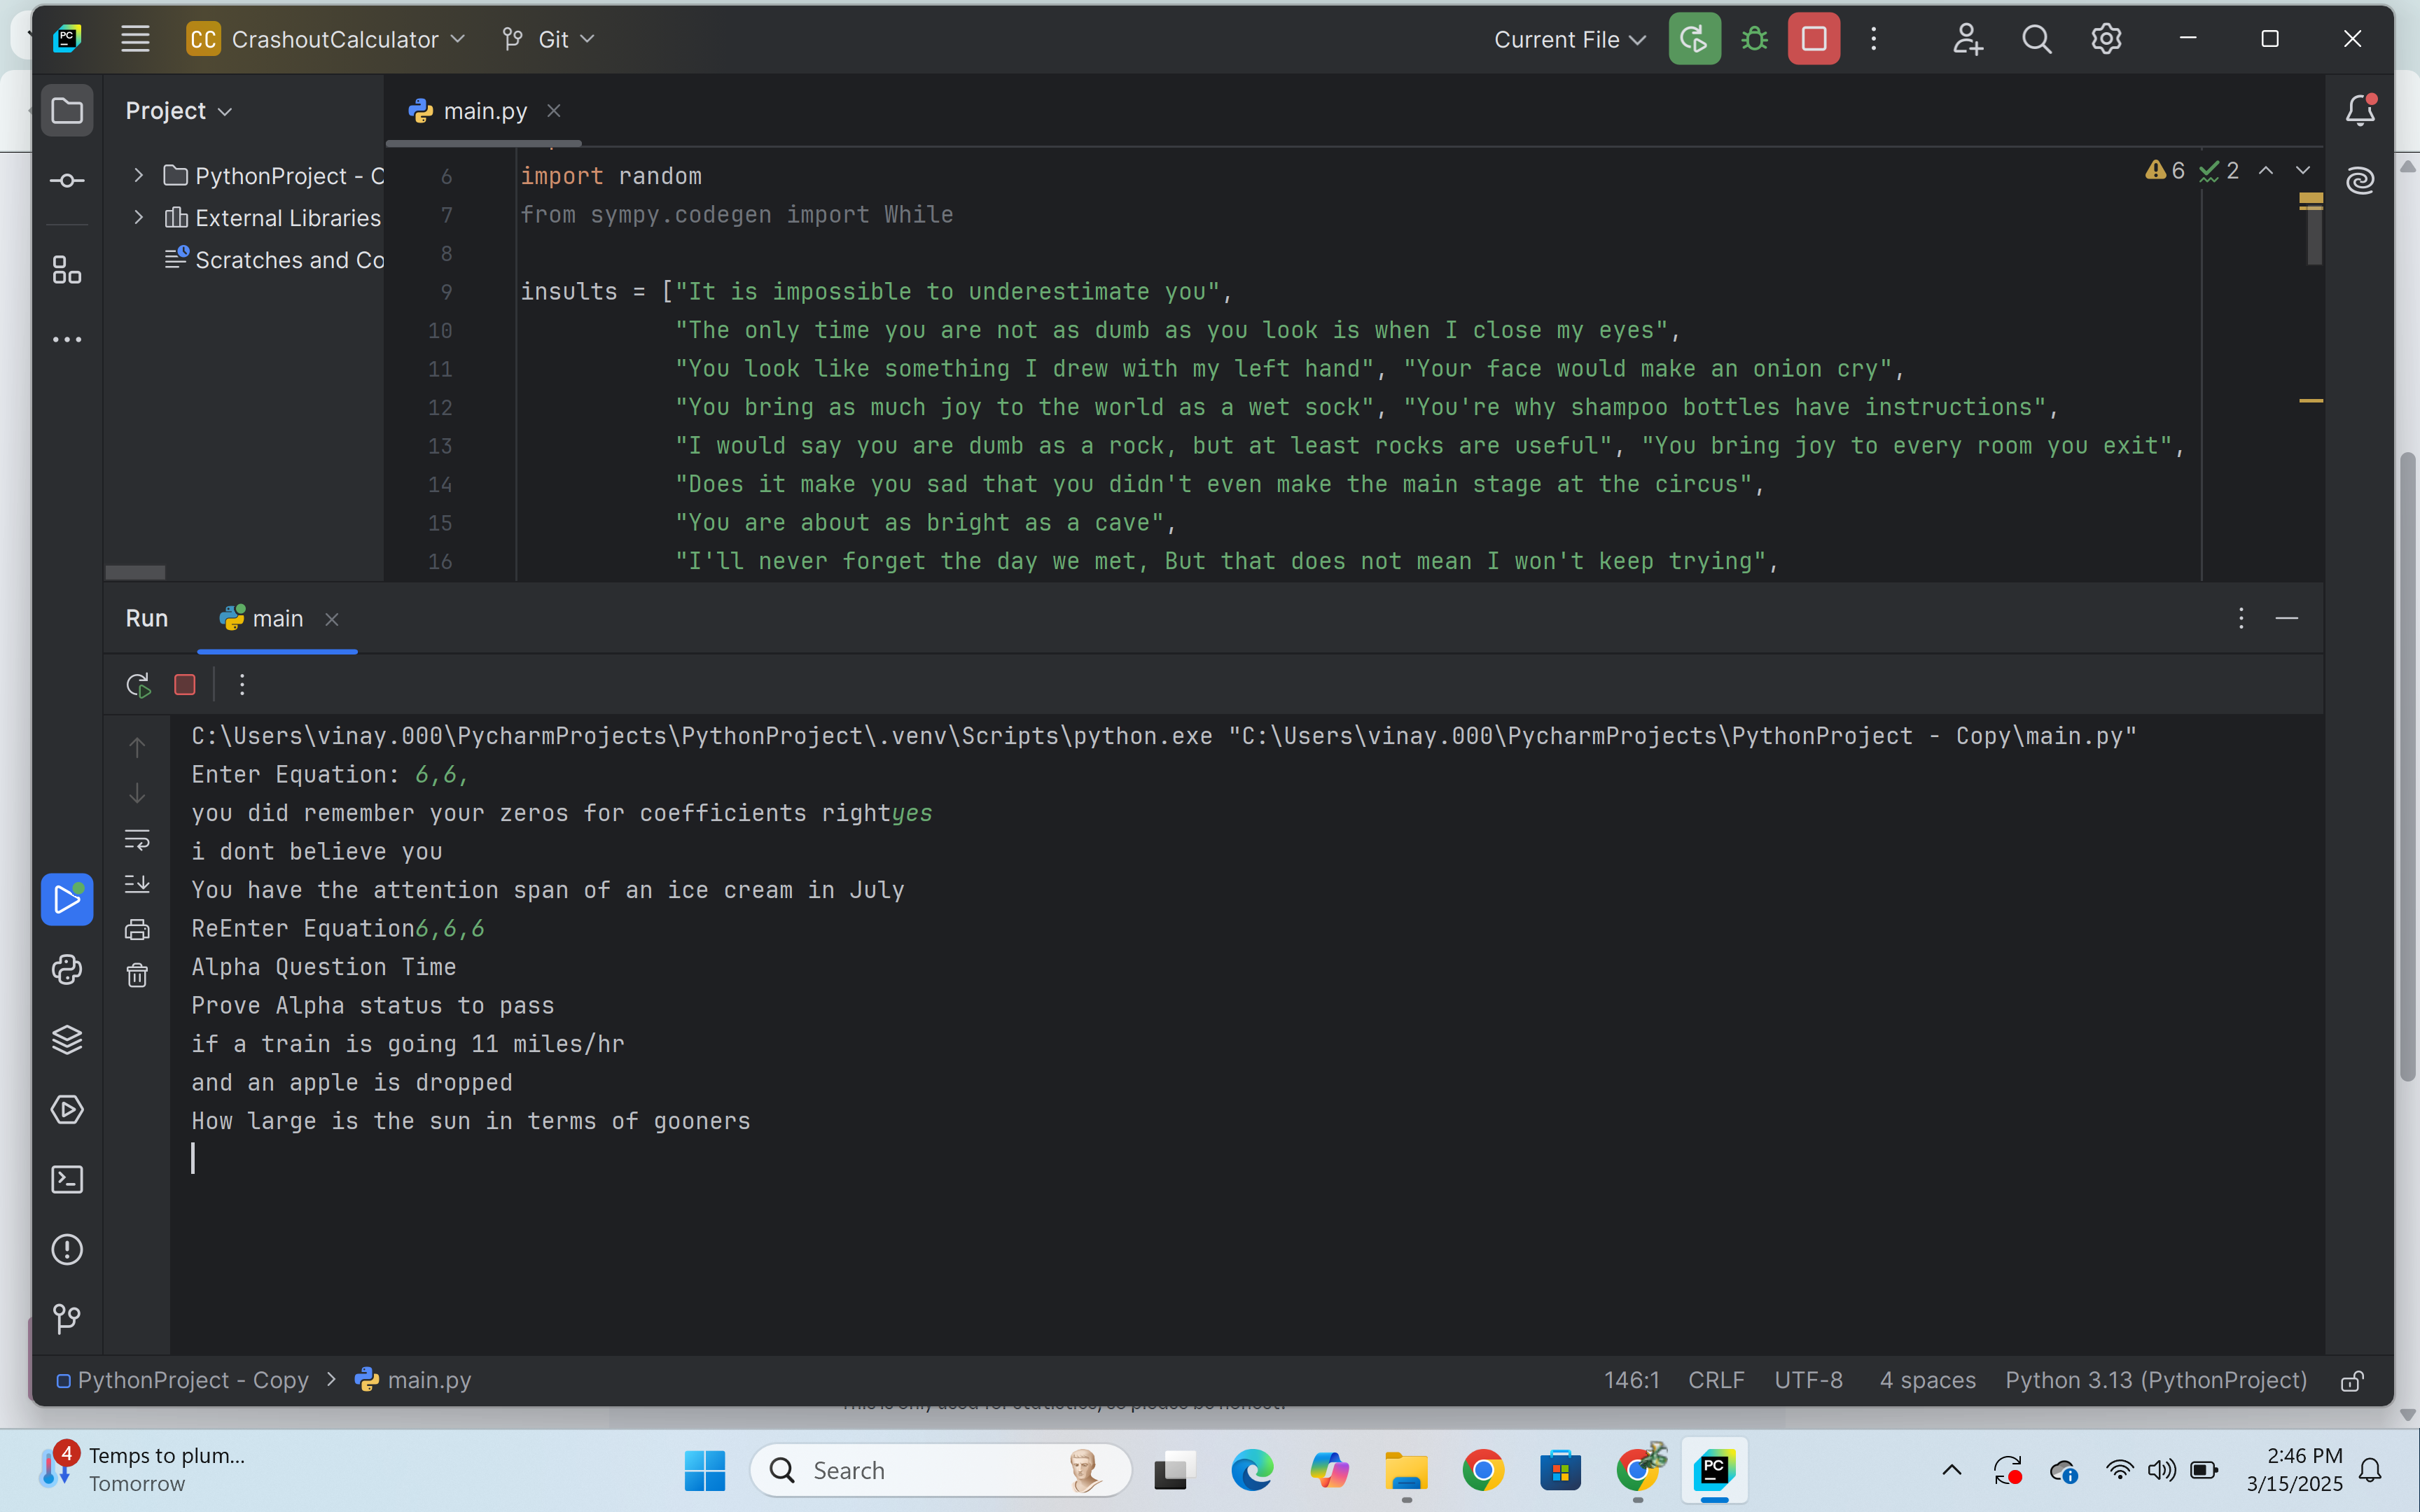 CC CrashoutCalculator Git Current File
Project
main.py
PythonProject - C
External Libraries
Scratches and Co
6 2
6 import random
7 from sympy.codegen import While
8
9 insults = ["It is impossible to underestimate you",
10 "The only time you are not as dumb as you look is when I close my eyes",
11 "You look like something I drew with my left hand", "Your face would make an onion cry",
12 "You bring as much joy to the world as a wet sock", "You're why shampoo bottles have instructions",
13 "I would say you are dumb as a rock, but at least rocks are useful", "You bring joy to every room you exit",
14 "Does it make you sad that you didn't even make the main stage at the circus",
15 "You are about as bright as a cave",
16 "I'll never forget the day we met, But that does not mean I won't keep trying",
Run main
C:\Users\vinay.000\PycharmProjects\PythonProject\.venv\Scripts\python.exe "C:\Users\vinay.000\PycharmProjects\PythonProject - Copy\main.py"
Enter Equation: 6,6,
you did remember your zeros for coefficients rightyes
i dont believe you
You have the attention span of an ice cream in July
ReEnter Equation6,6,6
Alpha Question Time
Prove Alpha status to pass
if a train is going 11 miles/hr
and an apple is dropped
How large is the sun in terms of gooners
PythonProject - Copy main.py 146:1 CRLF UTF-8 4 spaces Python 3.13 (PythonProject)
4 Temps to plum...
Tomorrow
Search
2:46 PM
3/15/2025